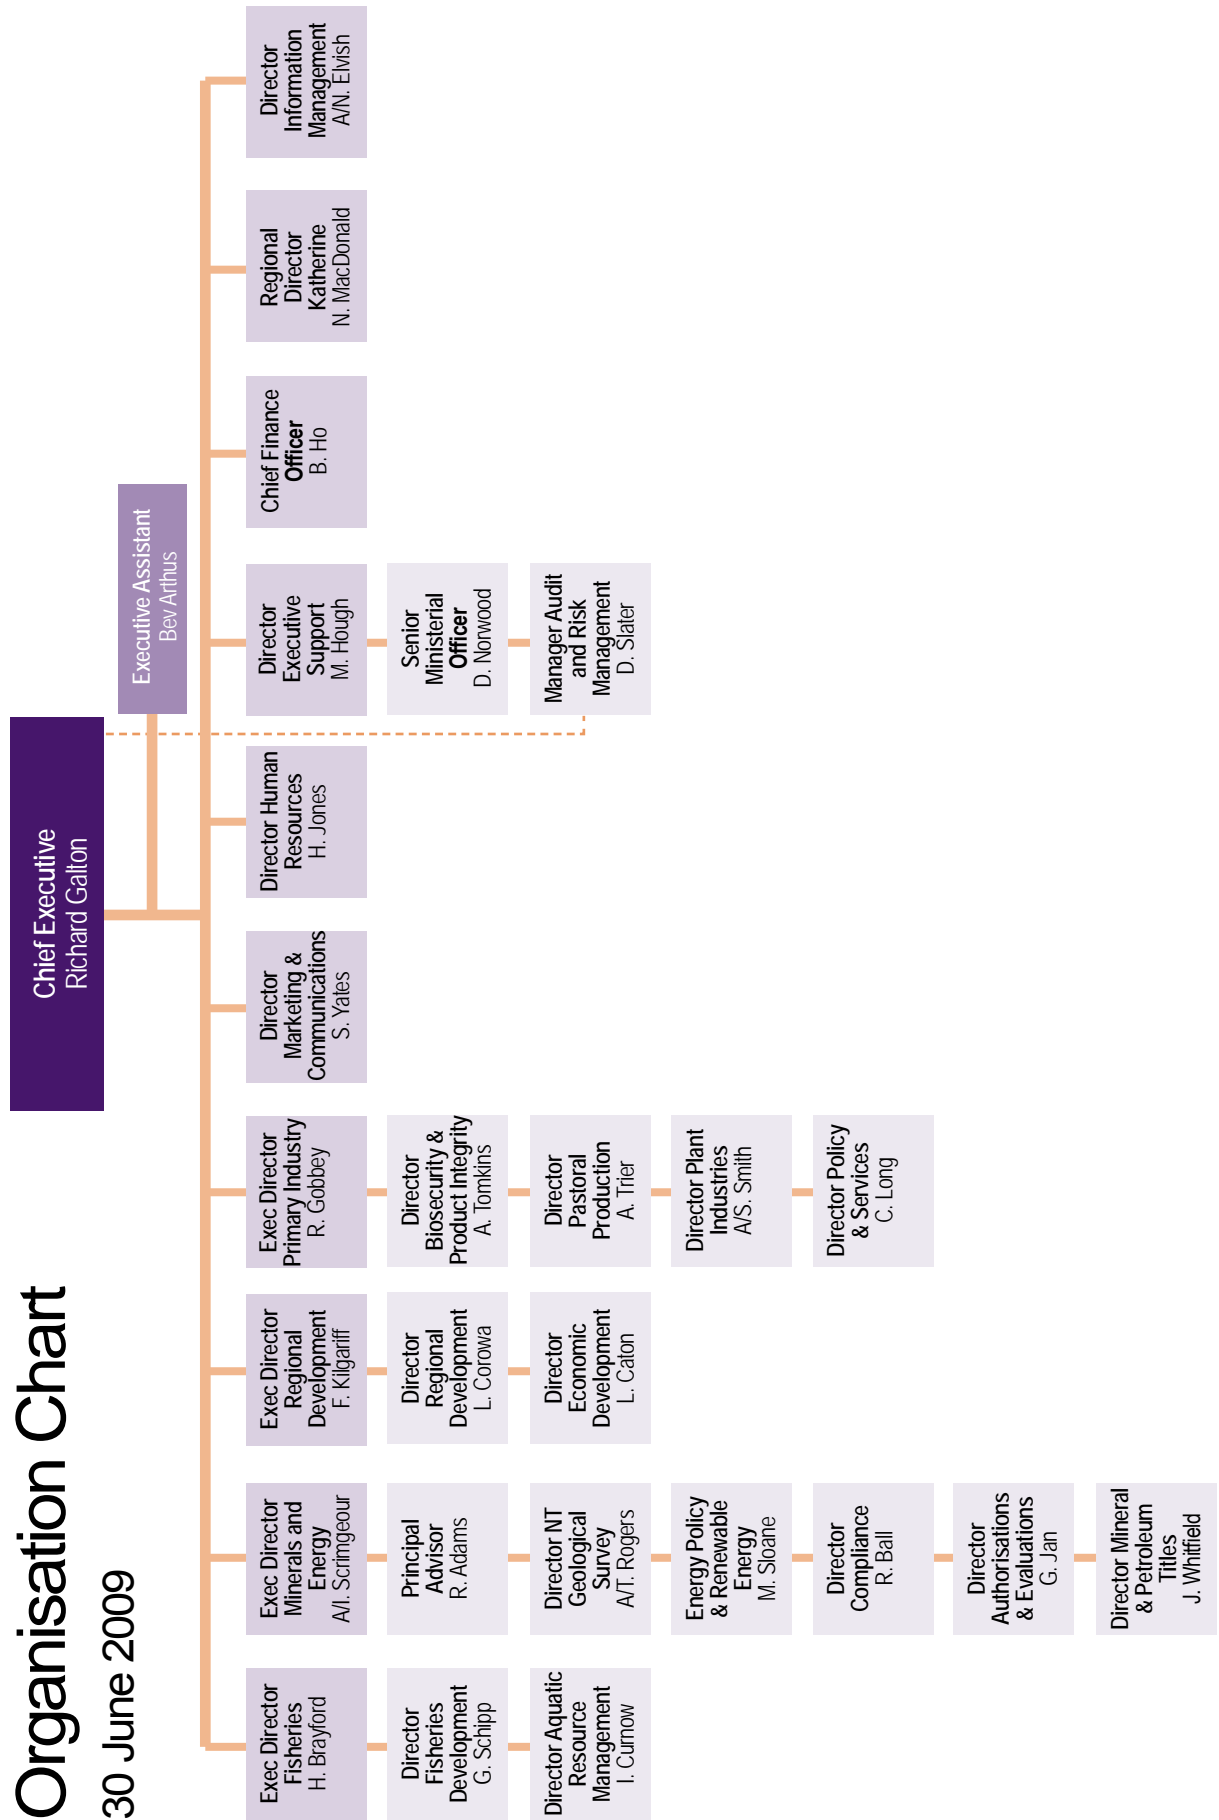 Organisation Chart
30 June 2009
Chief Executive
Richard Galton
Executive Assistant
Bev Arthus
Exec Director
Fisheries
H. Brayford
Director
Fisheries
Development
G. Schipp
Director Aquatic
Resource
Management
I. Curnow
Exec Director
Minerals and
Energy
A/I. Scrimgeour
Principal
Advisor
R. Adams
Director NT
Geological
Survey
A/T. Rogers
Energy Policy
& Renewable
Energy
M. Sloane
Director
Compliance
R. Ball
Director
Authorisations
& Evaluations
G. Jan
Director Mineral
& Petroleum
Titles
J. Whitfield
Exec Director
Regional
Development
F. Kilgariff
Director
Regional
Development
L. Corowa
Director
Economic
Development
L. Caton
Exec Director
Primary Industry
R. Gobbey
Director
Biosecurity &
Product Integrity
A. Tomkins
Director
Pastoral
Production
A. Trier
Director Plant
Industries
A/S. Smith
Director Policy
& Services
C. Long
Director
Marketing &
Communications
S. Yates
Director Human
Resources
H. Jones
Director
Executive
Support
M. Hough
Senior
Ministerial
Officer
D. Norwood
Manager Audit
and Risk
Management
D. Slater
Chief Finance
Officer
B. Ho
Regional
Director
Katherine
N. MacDonald
Director
Information
Management
A/N. Elvish